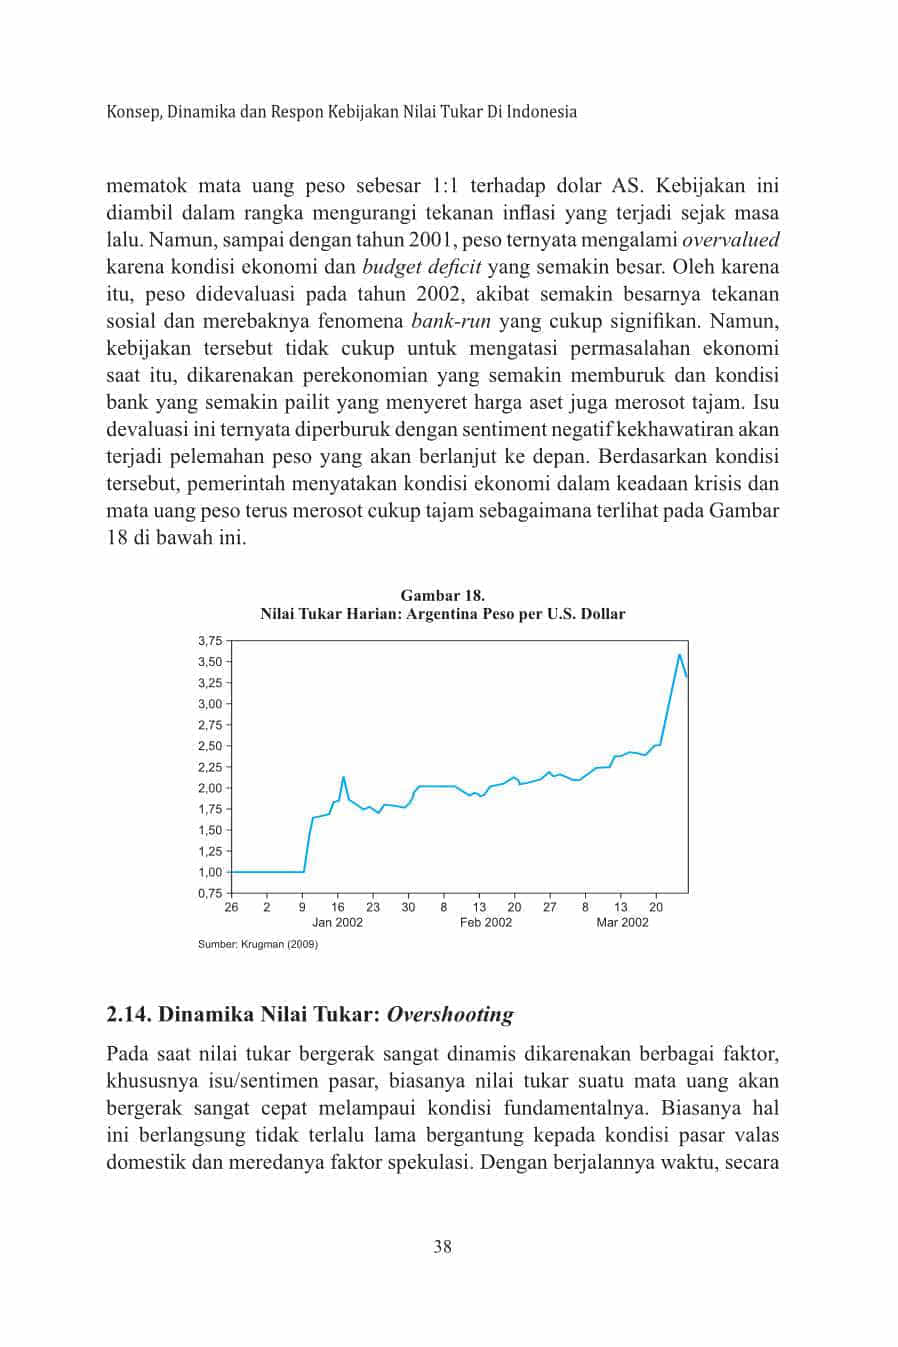 Konsep, Dinamika dan Respon Kebijakan Nilai Tukar Di Indonesia
mematok mata uang peso sebesar 1:1 terhadap dolar AS. Kebijakan ini
diambil dalam rangka mengurangi tekanan inflasi yang terjadi sejak masa
lalu. Namun, sampai dengan tahun 2001, peso ternyata mengalami overvalued
karena kondisi ekonomi dan budget deficit yang semakin besar. Oleh karena
itu, peso didevaluasi pada tahun 2002, akibat semakin besarnya tekanan
sosial dan merebaknya fenomena bank-run yang cukup signifikan. Namun,
kebijakan tersebut tidak cukup untuk mengatasi permasalahan ekonomi
saat itu, dikarenakan perekonomian yang semakin memburuk dan kondisi
bank yang semakin pailit yang menyeret harga aset juga merosot tajam. Isu
devaluasi ini ternyata diperburuk dengan sentiment negatif kekhawatiran akan
terjadi pelemahan peso yang akan berlanjut ke depan. Berdasarkan kondisi
tersebut, pemerintah menyatakan kondisi ekonomi dalam keadaan krisis dan
mata uang peso terus merosot cukup tajam sebagaimana terlihat pada Gambar
18 di bawah ini.
Gambar 18.
Nilai Tukar Harian: Argentina Peso per U.S. Dollar
3,75
3,50
3,25
3,00
2,75
2,50
2,25
2,00
1,75
1,50
1,25
1,00
0,75
26 2 9 16 23 30 8 13 20 27 8 13 20
Jan 2002 Feb 2002 Mar 2002
Sumber: Krugman (2009)
2.14. Dinamika Nilai Tukar: Overshooting
Pada saat nilai tukar bergerak sangat dinamis dikarenakan berbagai faktor,
khususnya isu/sentimen pasar, biasanya nilai tukar suatu mata uang akan
bergerak sangat cepat melampaui kondisi fundamentalnya. Biasanya hal
ini berlangsung tidak terlalu lama bergantung kepada kondisi pasar valas
domestik dan meredanya faktor spekulasi. Dengan berjalannya waktu, secara
38